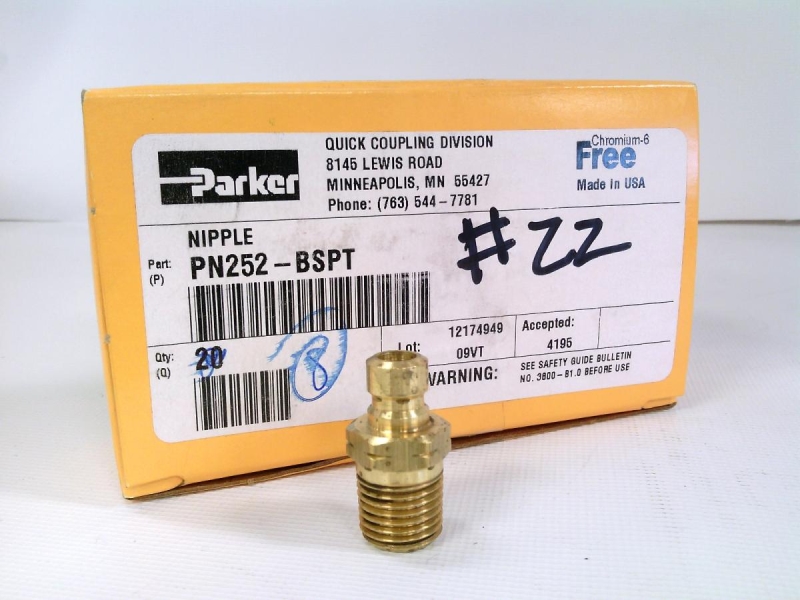 Parker
QUICK COUPLING DIVISION
8145 LEWIS ROAD
MINNEAPOLIS, MN 55427
Phone: (763) 544-7781
Chromium-6
Free
Made In USA
NIPPLE
Part: PN252-BSPT
(P)
#22
Qty: 20
(Q)
8
Lot: 12174949
09VT
Accepted:
4195
WARNING:
SEE SAFETY GUIDE BULLETIN
NO. 3800-B1.0 BEFORE USE